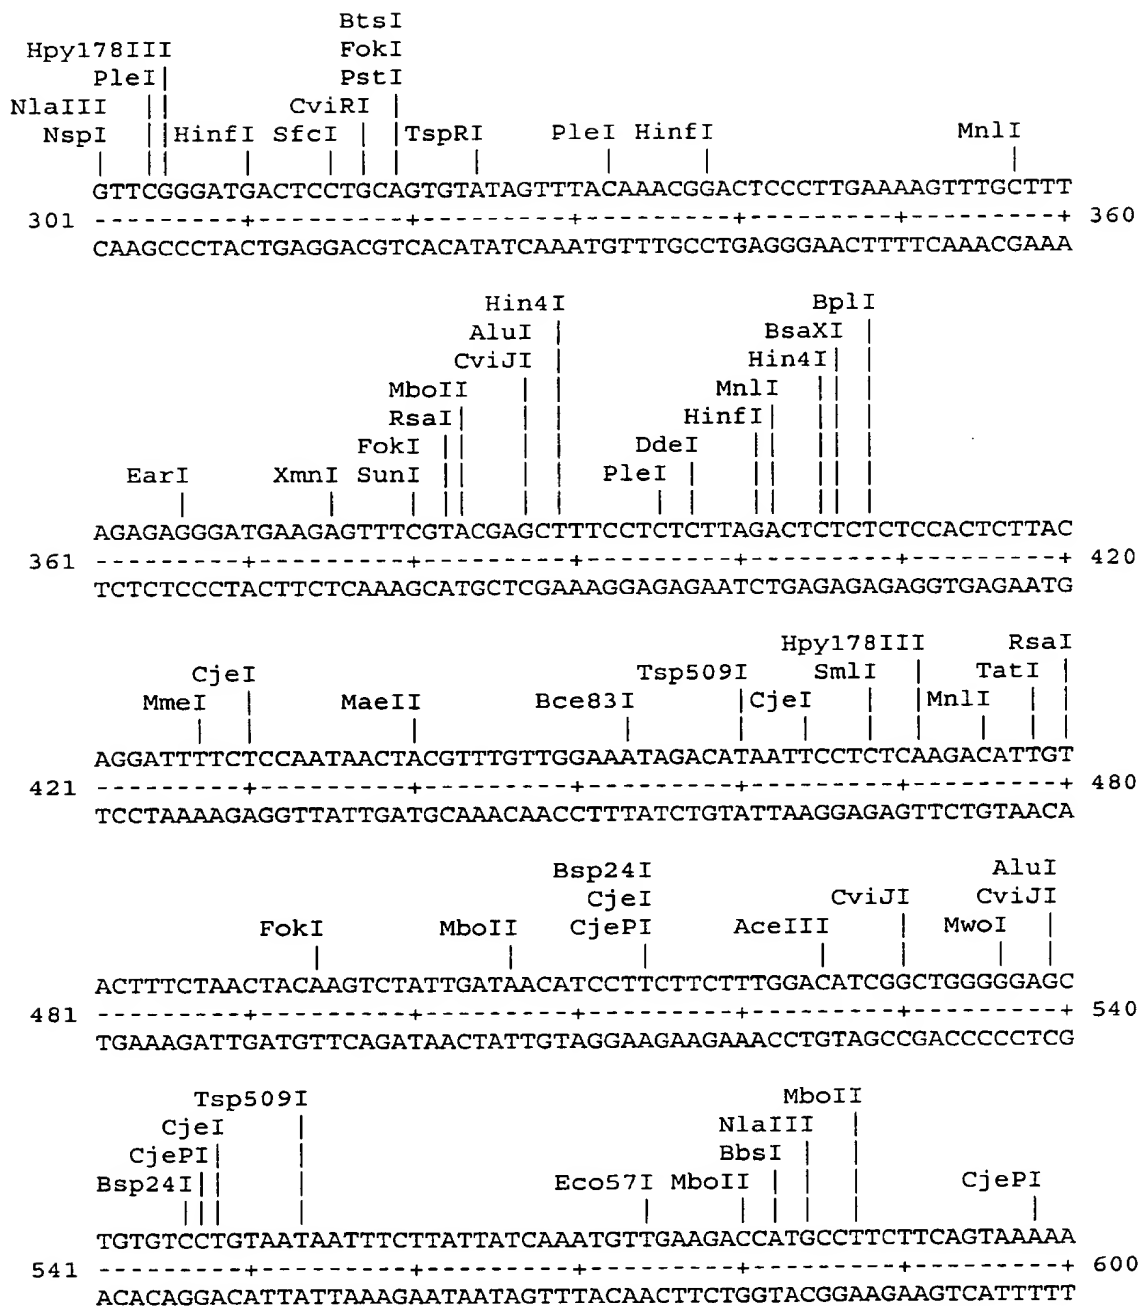 BtsI
Hpy178III FokI
PleI PstI
NlaIII CviRI
NspI HinfI SfcI TspRI PleI HinfI MnlI
GTTCGGGATGACTCCTGCAGTGTATAGTTTACAAACGGACTCCCTTGAAAAGTTTGCTTT
301 ---------+---------+---------+---------+---------+---------+ 360
CAAGCCCTACTGAGGACGTCACATATCAAATGTTTGCCTGAGGGAACTTTTCAAACGAAA
Hin4I BplI
AluI BsaXI
CviJI Hin4I
MboII MnlI
RsaI HinfI
FokI DdeI
EarI XmnI SunI PleI
AGAGAGGGATGAAGAGTTTCGTACGAGCTTTTCCTCTCTTAGACTCTCTCTCCACTCTTAC
361 ---------+---------+---------+---------+---------+---------+ 420
TCTCTCCCTACTTCTCAAAGCATGCTCGAAAGGAGAGAATCTGAGAGAGAGGTGAGAATG
Hpy178III RsaI
CjeI Tsp509I SmlI TatI
MmeI MaeII Bce83I CjeI MnlI
AGGATTTTCTCCAATAACTACGTTTGTTGGAAATAGACATAATTCCTCTCAAGACATTGT
421 ---------+---------+---------+---------+---------+---------+ 480
TCCTAAAAGAGGTTATTGATGCAAACAACCTTTATCTGTATTAAGGAGAGTTCTGTAACA
Bsp24I AluI
CjeI CviJI CviJI
FokI MboII CjePI AceIII MwoI
ACTTTCTAACTACAAGTCTATTGATAACATCCTTCTTCTTTGGACATCGGCTGGGGGAGC
481 ---------+---------+---------+---------+---------+---------+ 540
TGAAAGATTGATGTTCAGATAACTATTGTAGGAAGAAGAAACCTGTAGCCGACCCCCTCG
Tsp509I MboII
CjeI NlaIII
CjePI BbsI
Bsp24I Eco57I MboII CjePI
TGTGTCCTGTAATAATTTCTTATTATCAAATGTTGAAGACCATGCCTTCTTCAGTAAAAA
541 ---------+---------+---------+---------+---------+---------+ 600
ACACAGGACATTATTAAAGAATAATAGTTTACAACTTCTGGTACGGAAGAAGTCATTTTT